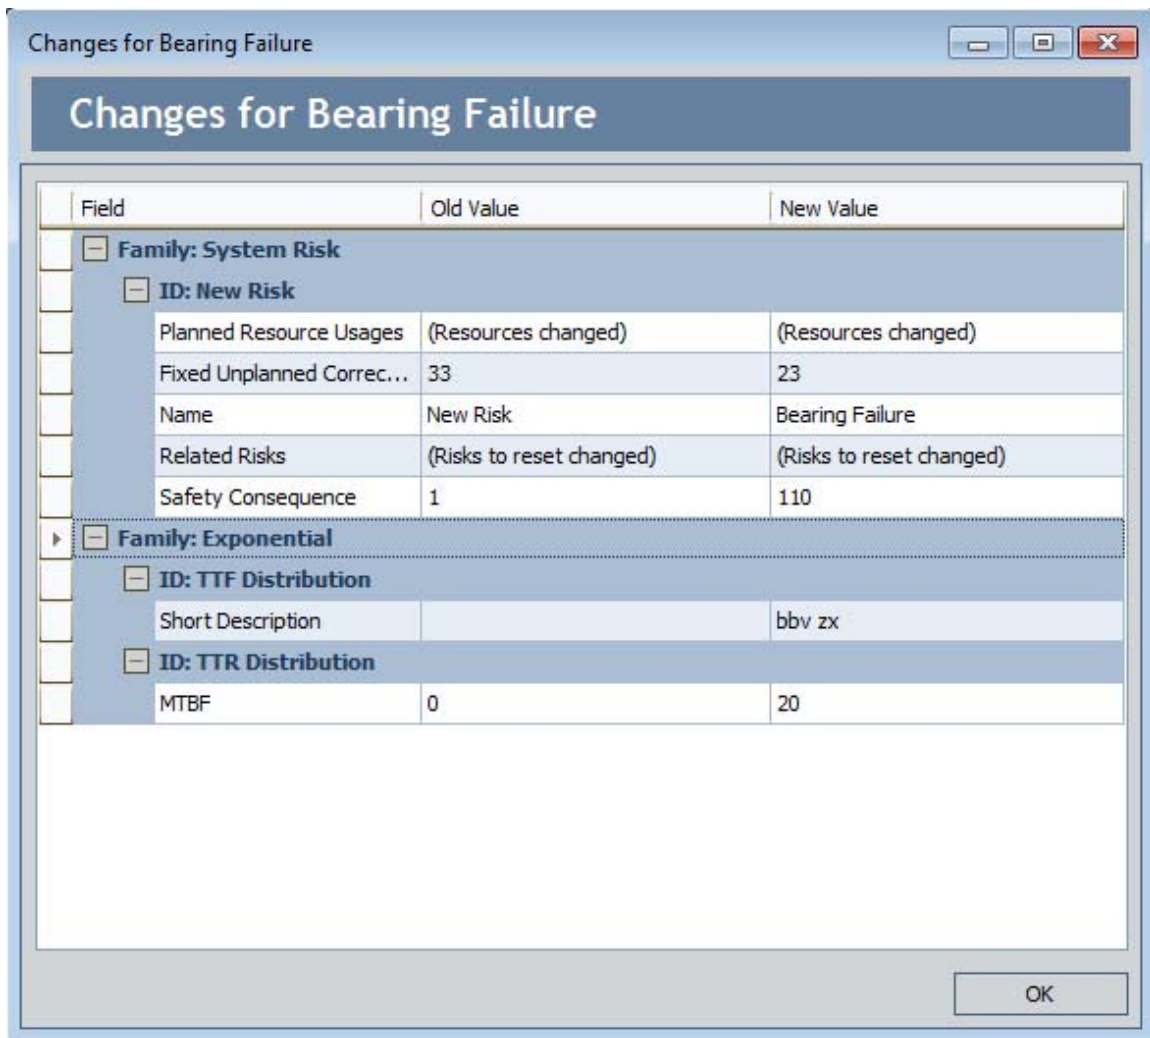 Changes for Bearing Failure
Changes for Bearing Failure
Field Old Value New Value
Family: System Risk
ID: New Risk
Planned Resource Usages (Resources changed) (Resources changed)
Fixed Unplanned Correc... 33 23
Name New Risk Bearing Failure
Related Risks (Risks to reset changed) (Risks to reset changed)
Safety Consequence 1 110
Family: Exponential
ID: TTF Distribution
Short Description bbv zx
ID: TTR Distribution
MTBF 0 20
OK